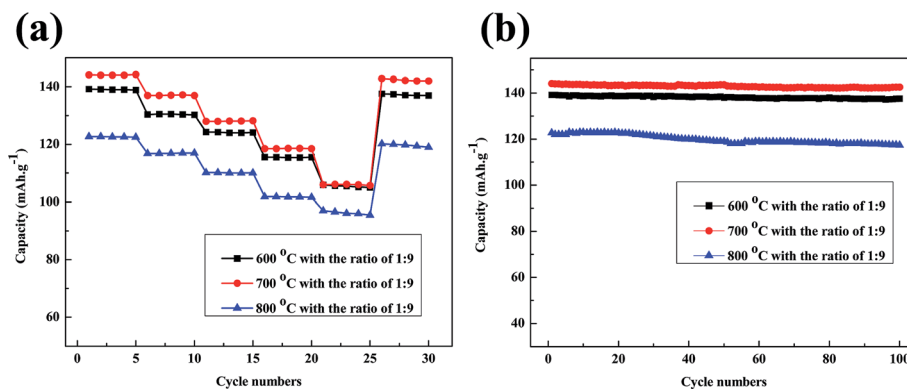 (a)
Capacity (mAh.g-1)
140
120
100
80
60
0
5
10
15
20
25
30
Cycle numbers
600 °C with the ratio of 1:9
700 °C with the ratio of 1:9
800 °C with the ratio of 1:9
(b)
Capacity (mAh.g-1)
140
120
100
80
60
40
0
20
40
60
80
100
Cycle numbers
600 °C with the ratio of 1:9
700 °C with the ratio of 1:9
800 °C with the ratio of 1:9